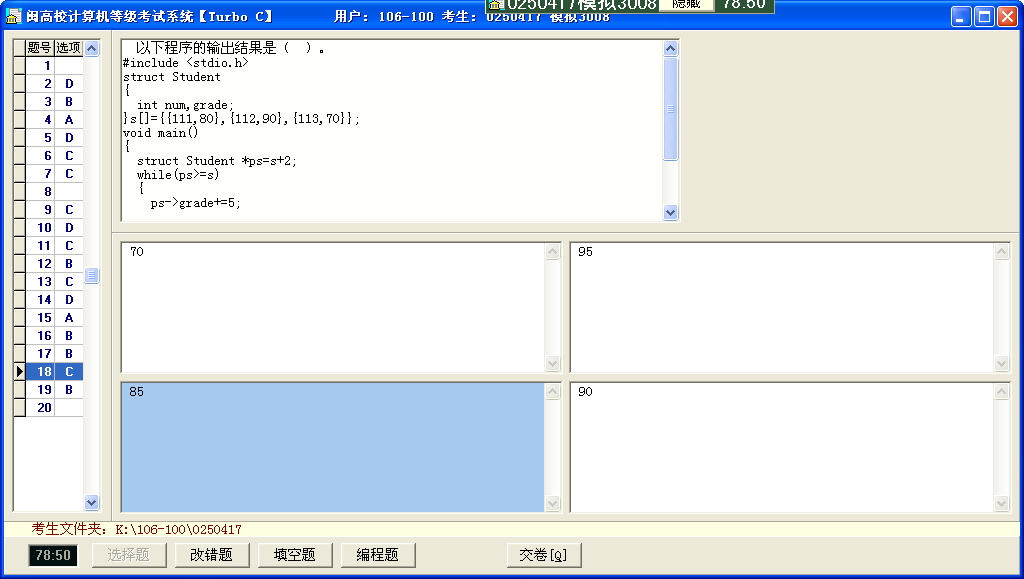 闽高校计算机等级考试系统【Turbo C】 用户: 106-100 考生: 0250417 模拟3008
0250417模拟3008 隐藏 78:50
题号 选项
1
2 D
3 B
4 A
5 D
6 C
7 C
8
9 C
10 D
11 C
12 B
13 C
14 D
15 A
16 B
17 B
18 C
19 B
20
以下程序的输出结果是（ ）。
#include <stdio.h>
struct Student
{
int num,grade;
}s[]={{111,80},{112,90},{113,70}};
void main()
{
struct Student *ps=s+2;
while(ps>=s)
{
ps->grade+=5;
70
95
85
90
考生文件夹: K:\106-100\0250417
78:50 选择题 改错题 填空题 编程题 交卷[Q]